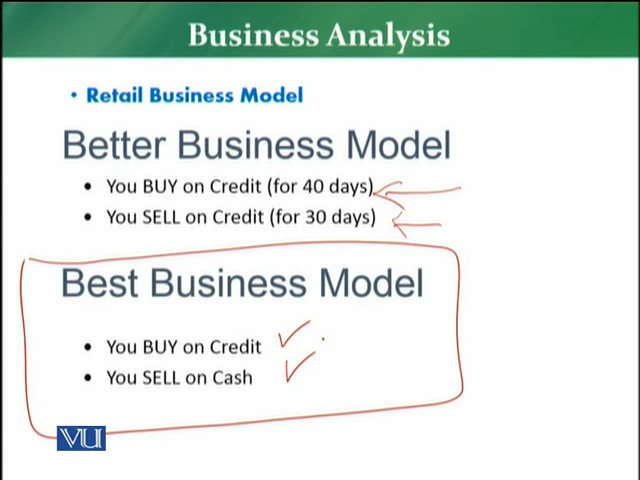 Business Analysis
• Retail Business Model
Better Business Model
• You BUY on Credit (for 40 days)
• You SELL on Credit (for 30 days)
Best Business Model
• You BUY on Credit
• You SELL on Cash
VU